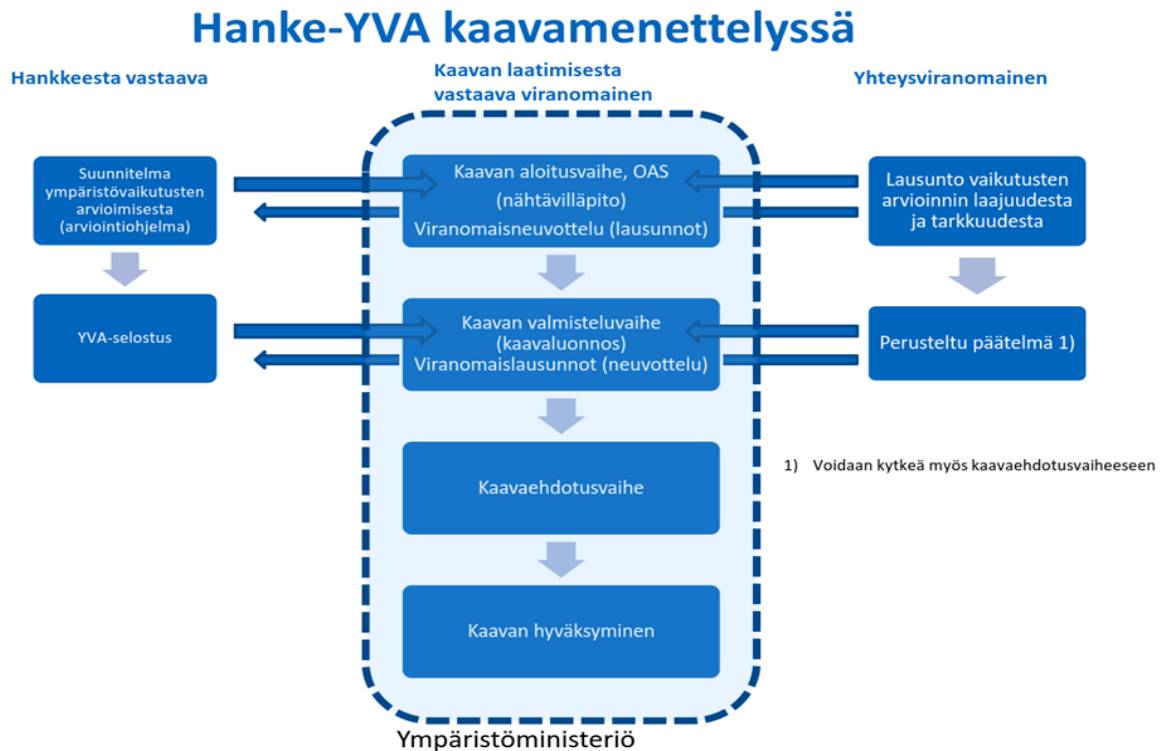 Hanke-YVA kaavamenettelyssä
Hankkeesta vastaava
Kaavan laatimisesta
vastaava viranomainen
Yhteysviranomainen
Suunnitelma
ympäristövaikutusten
arvioimisesta
(arviointiohjelma)
Kaavan aloitusvaihe, OAS
(nähtävilläpito)
Viranomaisneuvottelu (lausunnot)
Lausunto vaikutusten
arvioinnin laajuudesta
ja tarkkuudesta
YVA-selostus
Kaavan valmisteluvaihe
(kaavaluonnos)
Viranomaislausunnot (neuvottelu)
Perusteltu päätelmä 1)
Kaavaehdotusvaihe
1) Voidaan kytkeä myös kaavaehdotusvaiheeseen
Kaavan hyväksyminen
Ympäristöministeriö